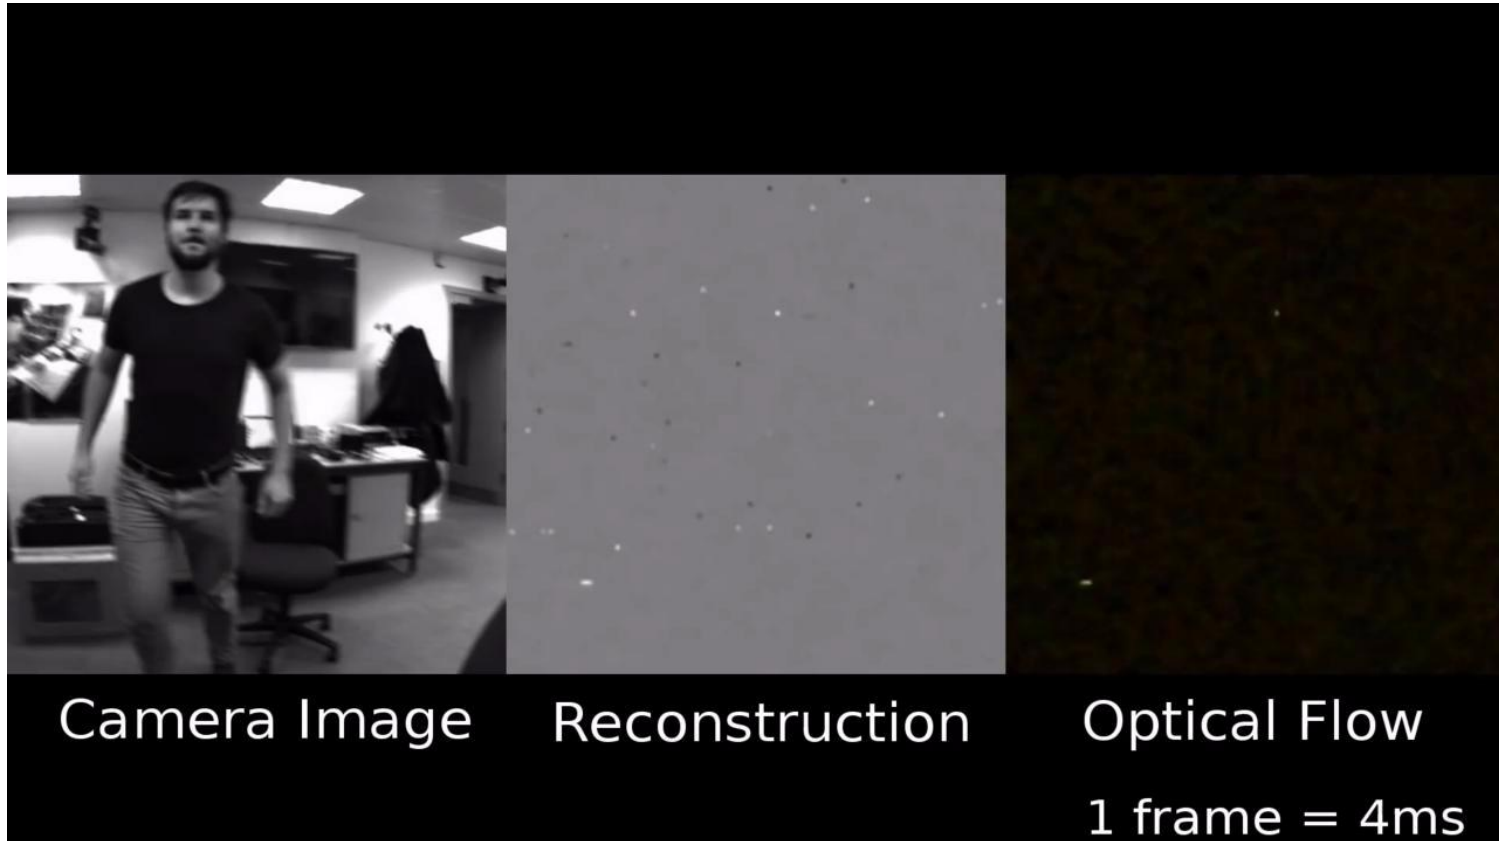 Camera Image
Reconstruction
Optical Flow
1 frame = 4ms